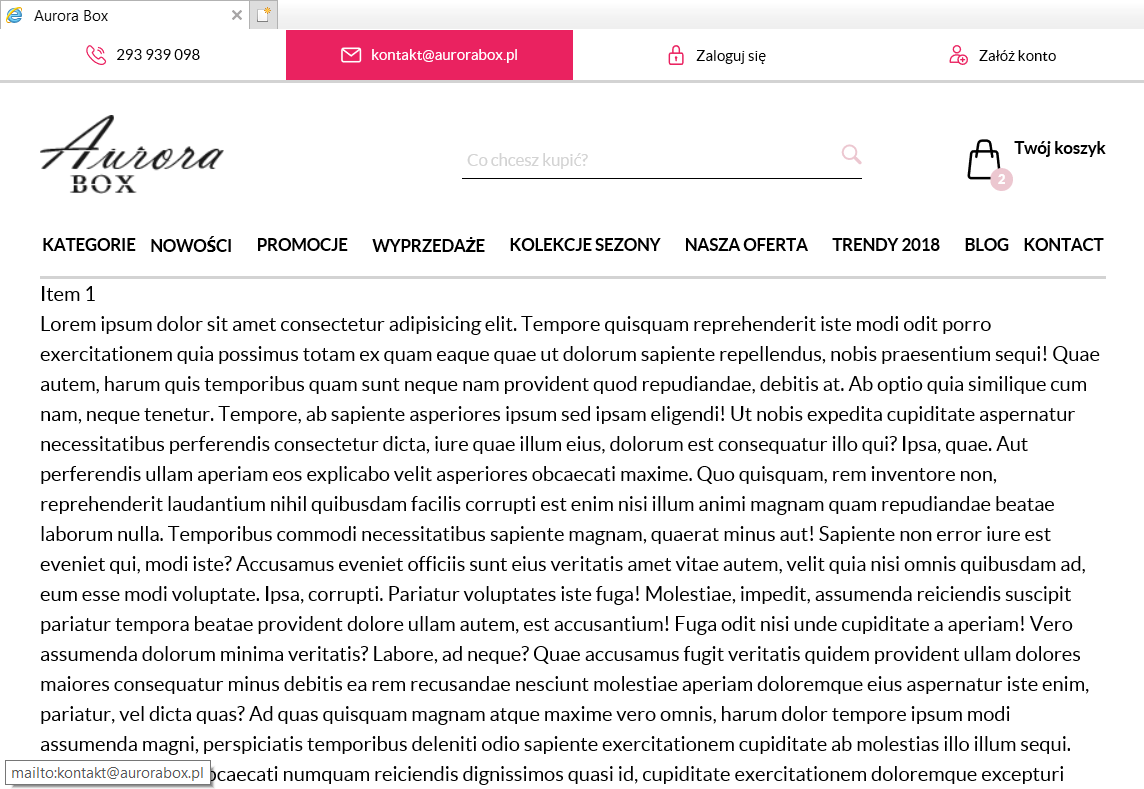 Aurora Box
293 939 098
kontakt@aurorabox.pl
Zaloguj się
Załóż konto
Aurora
BOX
Co chcesz kupić?
Twój koszyk
2
KATEGORIE NOWOŚCI PROMOCJE WYPRZEDAŻE KOLEKCJE SEZONY NASZA OFERTA TRENDY 2018 BLOG KONTACT
Item 1
Lorem ipsum dolor sit amet consectetur adipisicing elit. Tempore quisquam reprehenderit iste modi odit porro
exercitationem quia possimus totam ex quam eaque quae ut dolorum sapiente repellendus, nobis praesentium sequi! Quae
autem, harum quis temporibus quam sunt neque nam provident quod repudiandae, debitis at. Ab optio quia similique cum
nam, neque tenetur. Tempore, ab sapiente asperiores ipsum sed ipsam eligendi! Ut nobis expedita cupiditate aspernatur
necessitatibus perferendis consectetur dicta, iure quae illum eius, dolorum est consequatur illo qui? Ipsa, quae. Aut
perferendis ullam aperiam eos explicabo velit asperiores obcaecati maxime. Quo quisquam, rem inventore non,
reprehenderit laudantium nihil quibusdam facilis corrupti est enim nisi illum animi magnam quam repudiandae beatae
laborum nulla. Temporibus commodi necessitatibus sapiente magnam, quaerat minus aut! Sapiente non error iure est
eveniet qui, modi iste? Accusamus eveniet officiis sunt eius veritatis amet vitae autem, velit quia nisi omnis quibusdam ad,
eum esse modi voluptate. Ipsa, corrupti. Pariatur voluptates iste fuga! Molestiae, impedit, assumenda reiciendis suscipit
pariatur tempora beatae provident dolore ullam autem, est accusantium! Fuga odit nisi unde cupiditate a aperiam! Vero
assumenda dolorum minima veritatis? Labore, ad neque? Quae accusamus fugit veritatis quidem provident ullam dolores
maiores consequatur minus debitis ea rem recusandae nesciunt molestiae aperiam doloremque eius aspernatur iste enim,
pariatur, vel dicta quas? Ad quas quisquam magnam atque maxime vero omnis, harum dolor tempore ipsum modi
assumenda magni, perspiciatis temporibus deleniti odio sapiente exercitationem cupiditate ab molestias illo illum sequi.
mailto:kontakt@aurorabox.pl
numquam reiciendis dignissimos quasi id, cupiditate exercitationem doloremque excepturi